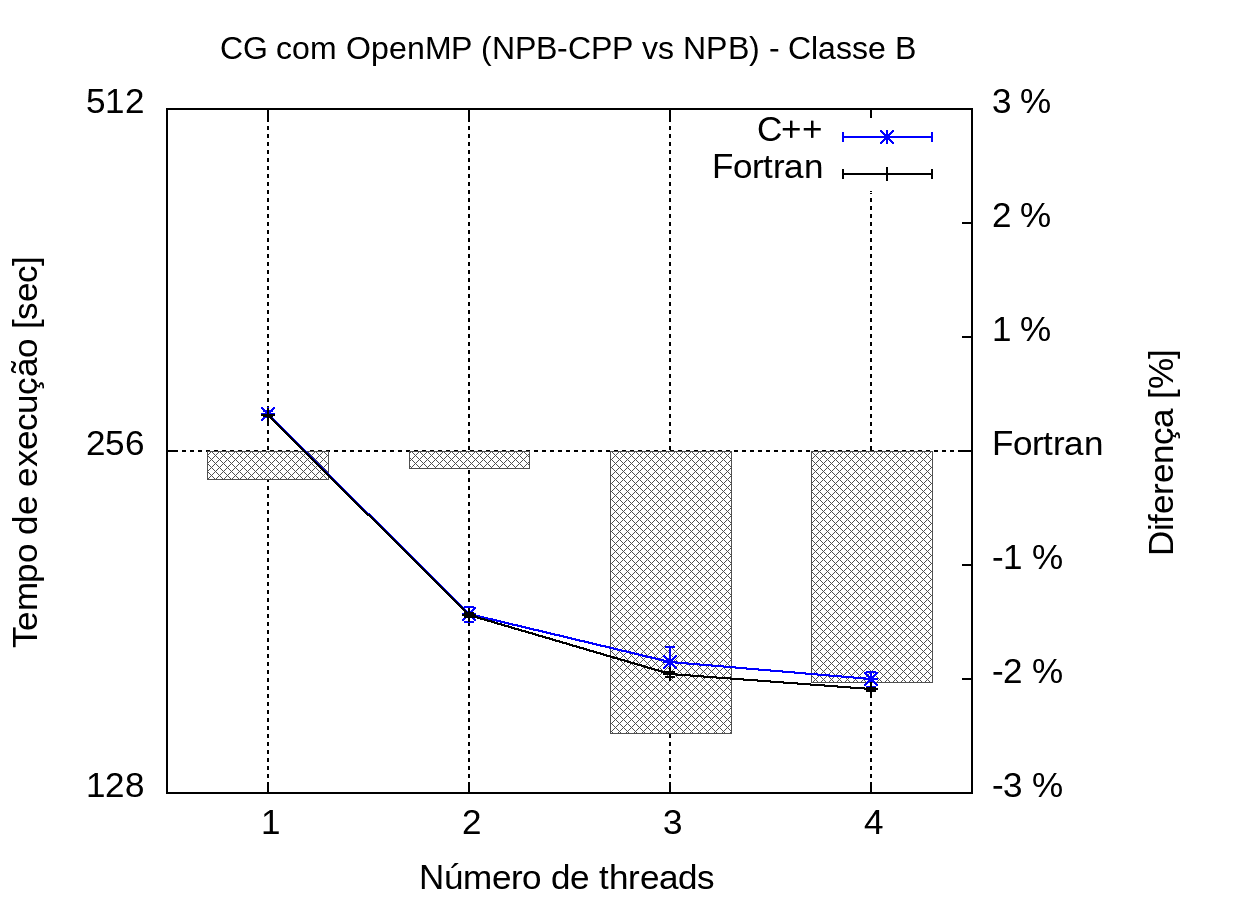 CG com OpenMP (NPB-CPP vs NPB) - Classe B
512
256
128
Tempo de execução [sec]
C++
Fortran
3 %
2 %
1 %
Fortran
-1 %
-2 %
-3 %
Diferença [%]
1 2 3 4
Número de threads